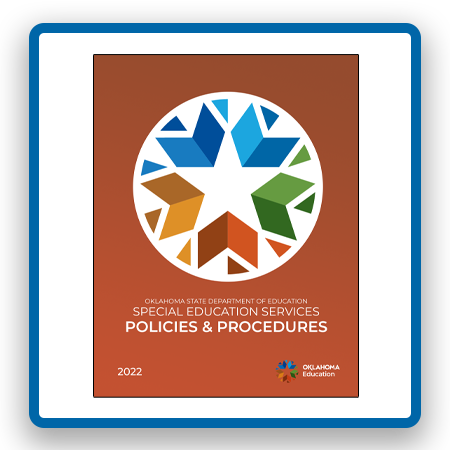 OKLAHOMA STATE DEPARTMENT OF EDUCATION
SPECIAL EDUCATION SERVICES
POLICIES & PROCEDURES
2022
OKLAHOMA
Education